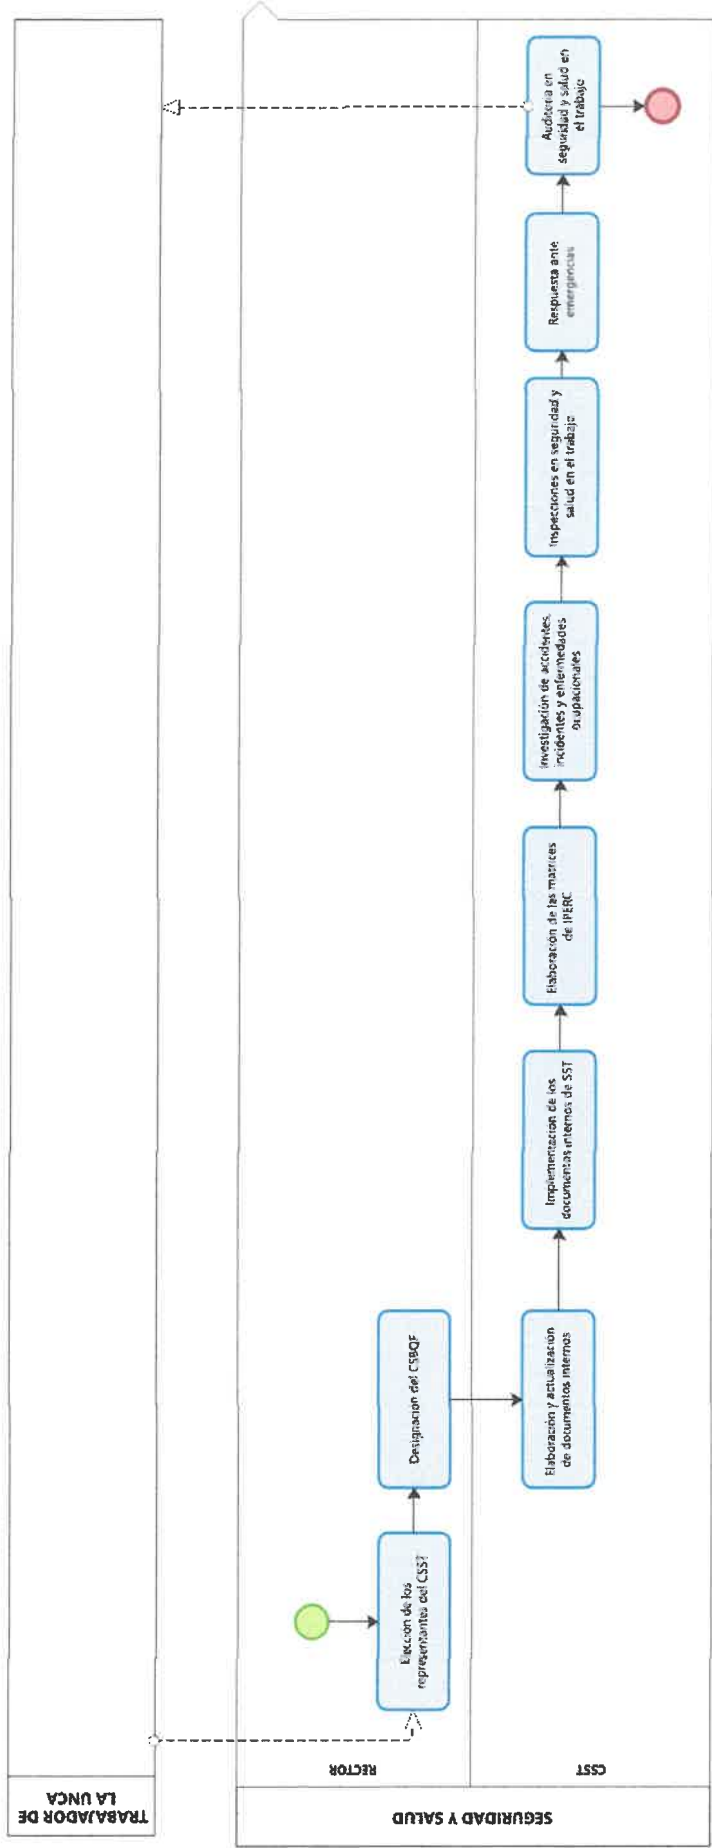 TRABAJADOR DE
LA UNCA
SEGURIDAD Y SALUD
RECTOR
Elección de los
representantes del CSST
Designación del CSBQF
CSST
Elaboración y actualización
de documentos internos
Implementación de los
documentos internos de SST
Elaboración de las matrices
de IPERC
Investigación de accidentes,
incidentes y enfermedades
ocupacionales
Inspecciones en seguridad y
salud en el trabajo
Respuesta ante
emergencias
Auditoria en
seguridad y salud en
el trabajo